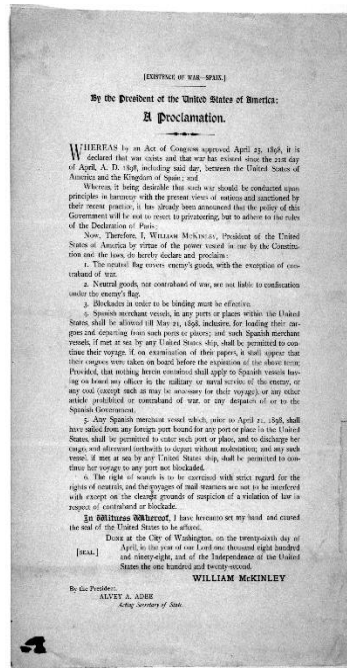 [EXISTENCE OF WAR—SPAIN.]
By the President of the United States of America:
A Proclamation.
WHEREAS by an Act of Congress approved April 25, 1898, it is
declared that war exists and that war has existed since the 21st day
of April, A. D. 1898, including said day, between the United States of
America and the Kingdom of Spain; and
Whereas, it being desirable that such war should be conducted upon
principles in harmony with the present views of nations and sanctioned by
their recent practice, it has already been announced that the policy of this
Government will be not to resort to privateering, but to adhere to the rules
of the Declaration of Paris;
Now, Therefore, I, WILLIAM McKINLEY, President of the United
States of America by virtue of the power vested in me by the Constitu-
tion and the laws, do hereby declare and proclaim:
1. The neutral flag covers enemy's goods, with the exception of con-
traband of war.
2. Neutral goods, not contraband of war, are not liable to confiscation
under the enemy's flag.
3. Blockades in order to be binding must be effective.
4. Spanish merchant vessels, in any ports or places within the United
States, shall be allowed till May 21, 1898, inclusive, for loading their car-
goes and departing from such ports or places; and such Spanish merchant
vessels, if met at sea by any United States ship, shall be permitted to con-
tinue their voyage, if, on examination of their papers, it shall appear that
their cargoes were taken on board before the expiration of the above term:
Provided, that nothing herein contained shall apply to Spanish vessels hav-
ing on board any officer in the military or naval service of the enemy, or
any coal (except such as may be necessary for their voyage), or any other
article prohibited or contraband of war, or any despatch of or to the
Spanish Government.
5. Any Spanish merchant vessel which, prior to April 21, 1898, shall
have sailed from any foreign port bound for any port or place in the United
States, shall be permitted to enter such port or place, and to discharge her
cargo, and afterward forthwith to depart without molestation; and any such
vessel, if met at sea by any United States ship, shall be permitted to con-
tinue her voyage to any port not blockaded.
6. The right of search is to be exercised with strict regard for the
rights of neutrals, and the voyages of mail steamers are not to be interfered
with except on the clearest grounds of suspicion of a violation of law in
respect of contraband or blockade.
In Witness Whereof, I have hereunto set my hand and caused
the seal of the United States to be affixed.
DONE at the City of Washington, on the twenty-sixth day of
[SEAL.] April, in the year of our Lord one thousand eight hundred
and ninety-eight, and of the Independence of the United
States the one hundred and twenty-second.
WILLIAM McKINLEY
By the President.
ALVEY A. ADEE
Acting Secretary of State.